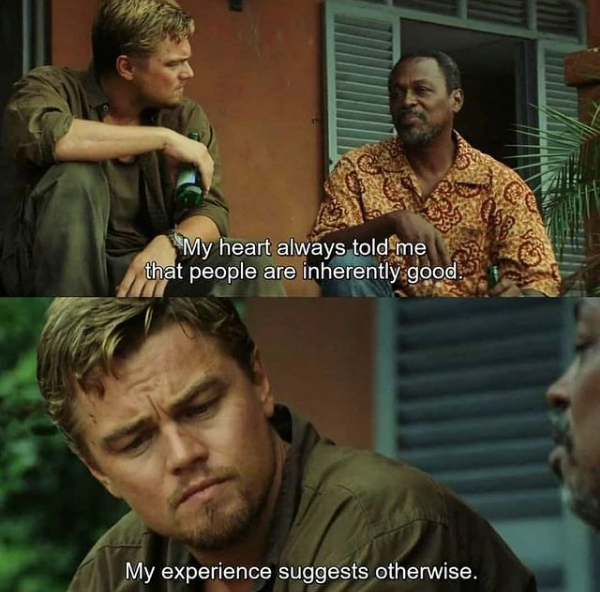 My heart always told me
that people are inherently good.
My experience suggests otherwise.